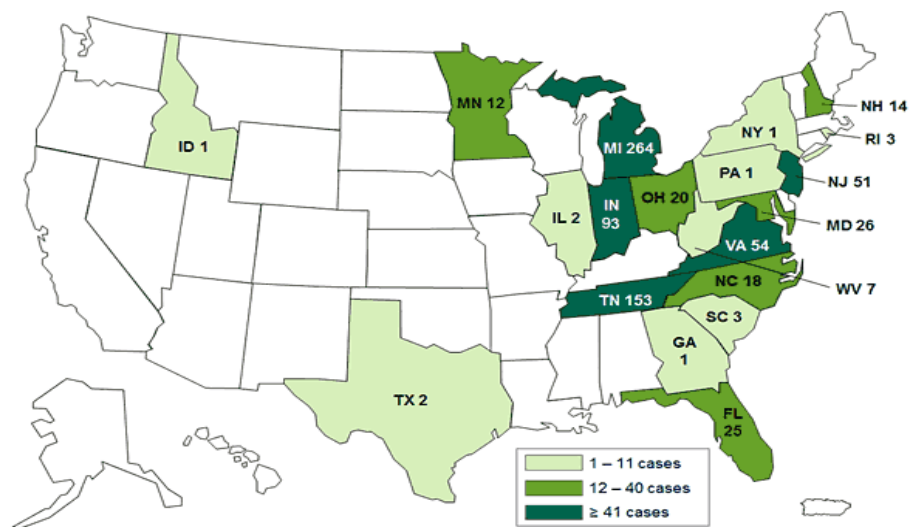 MN 12
NH 14
NY 1
RI 3
ID 1
MI 264
PA 1
NJ 51
OH 20
IN
93
IL 2
MD 26
VA 54
WV 7
NC 18
TN 153
SC 3
GA
1
TX 2
FL
25
1 – 11 cases
12 – 40 cases
≥ 41 cases